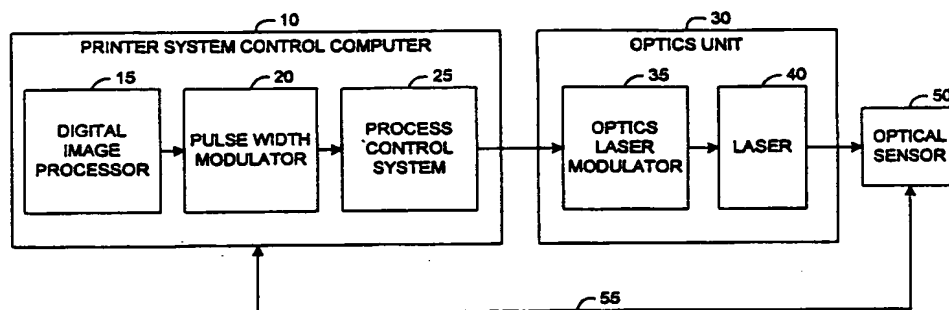 10
30
PRINTER SYSTEM CONTROL COMPUTER
OPTICS UNIT
15
20
25
35
40
50
DIGITAL
IMAGE
PROCESSOR
PULSE WIDTH
MODULATOR
PROCESS
CONTROL
SYSTEM
OPTICS
LASER
MODULATOR
LASER
OPTICAL
SENSOR
55